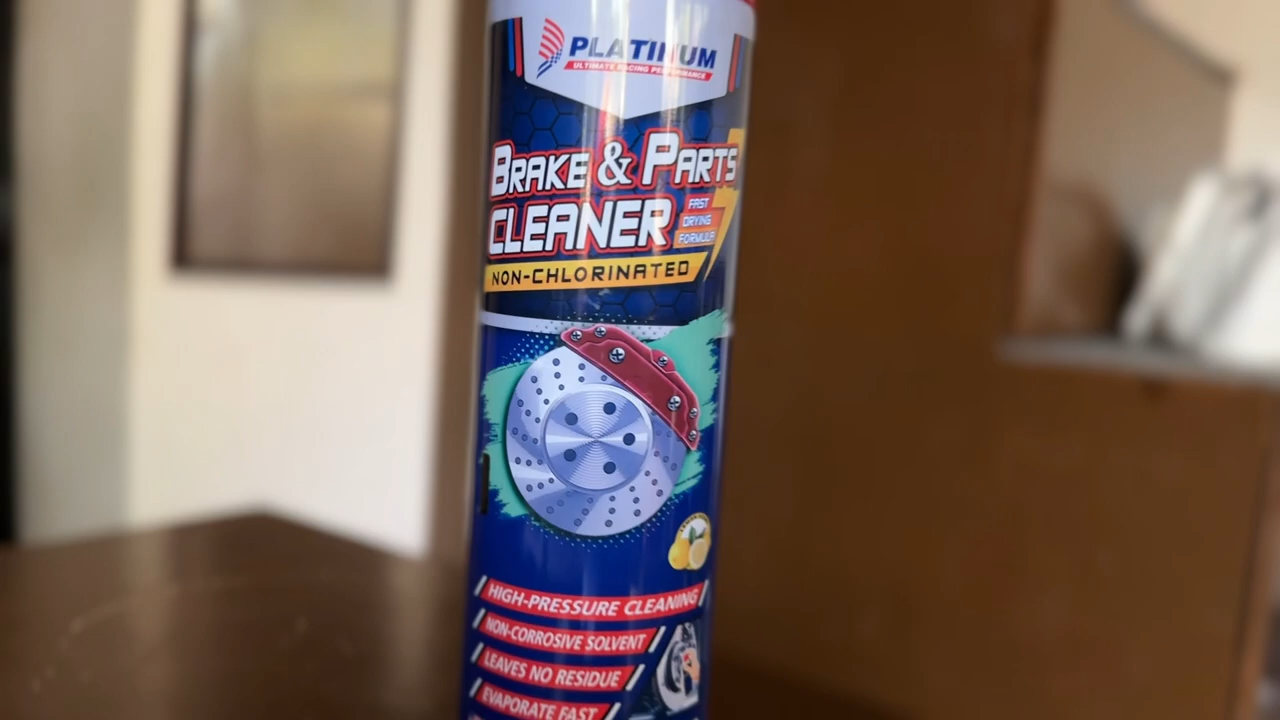 PLATINUM
ULTIMATE RACING PERFORMANCE
BRAKE & PARTS
CLEANER
FAST
DRYING
FORMULA
NON-CHLORINATED
HIGH-PRESSURE CLEANING
NON-CORROSIVE SOLVENT
LEAVES NO RESIDUE
EVAPORATE FAST